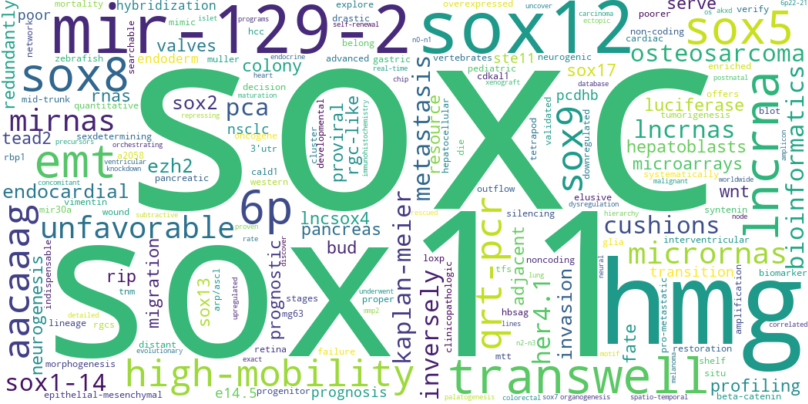 mortality
hybridization
mir-129-2
sox12
overexpressed
explore
uncover
carcinoma
ectopic
serve
os
akxd
verify
6p22-21
poor
mimic
islet
programs
drastic
self-renewal
belong
poorer
sox5
redundantly
network
searchable
valves
hcc
advanced
gastric
real-time
n0-n1
vertebrates
neurogenic
non-coding
cardiac
osteosarcoma
zebrafish
endocrine
endoderm
muller
colony
heart
decision
maturation
chip
ste11
pediatric
cdkal1
xenograft
sox17
database
enriched
postnatal
sox8
rnas
mid-trunk
quantitative
soxc
sox2
repressing
pca
nsclc
oncogene
3'utr
cluster
developmental
proviral
rgc-like
immunohistochemistry
metastasis
resource
hepatocellular
die
tetrapod
validated
pcdhb
sox9
downregulated
offers
tumorigenesis
luciferase
blot
amplicon
lncrnas
hepatoblasts
microarrays
lncrna
bioinformatics
mirnas
sexdetermining
orchestrating
tead2
rbp1
precursors
ventricular
knockdown
emt
a2058
ezh2
pancreatic
cald1
western
systematically
malignant
worldwide
concomitant
endocardial
vimentin
mir30a
wound
subtractive
proven
6p
lncsox4
pancreas
rescued
outflow
elusive
dysregulation
silencing
wnt
syntenin
hierarchy
node
cushions
glia
interventricular
unfavorable
rate
bud
discover
aacaaag
neurogenesis
indispensable
sox11
hmg
rip
tnm
migration
lineage
detailed
rgcs
sox13
arp/ascl
upregulated
prognostic
stages
mg63
underwent
proper
mmp2
kaplan-meier
inversely
loxp
clinicopathologic
qrt-pcr
adjacent
tfs
lung
hbsag
lines
n2-n3
her4.1
noncoding
invasion
neural
motif
micrornas
transition
fate
pro-metastatic
melanoma
amplification
biomarker
correlated
restoration
shelf
situ
distant
evolutionary
morphogenesis
retina
exact
failure
sox1-14
high-mobility
epithelial-mesenchymal
e14.5
progenitor
prognosis
transwell
mtt
palatogenesis
colorectal
sox7
organogenesis
spatio-temporal
profiling
beta-catenin